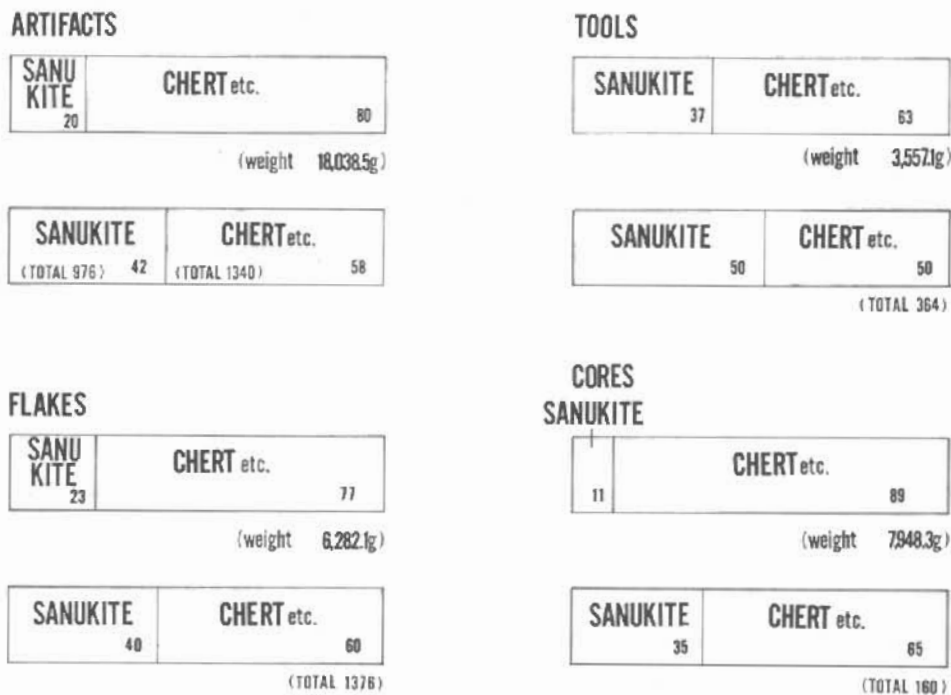 ARTIFACTS
SANU
KITE
20
CHERT etc.
80
(weight 18,038.5g)
SANUKITE
(TOTAL 976) 42
CHERT etc.
(TOTAL 1340) 58
TOOLS
SANUKITE
37
CHERT etc.
63
(weight 3,557.1g)
SANUKITE
50
CHERT etc.
50
(TOTAL 364)
FLAKES
SANU
KITE
23
CHERT etc.
77
(weight 6,282.1g)
SANUKITE
40
CHERT etc.
60
(TOTAL 1376)
CORES
SANUKITE
11
CHERT etc.
89
(weight 7,948.3g)
SANUKITE
35
CHERT etc.
65
(TOTAL 160)